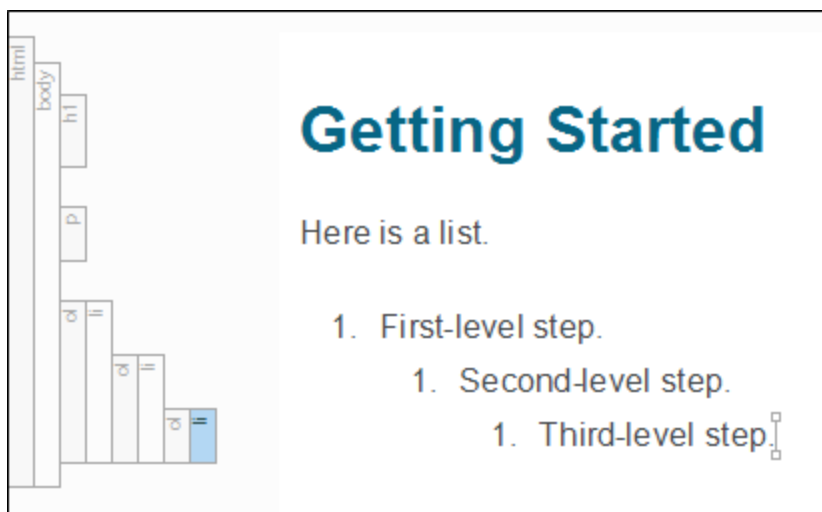 html
body
h1
Getting Started
p
Here is a list.
ol li
1. First-level step.
ol li
1. Second-level step.
ol li
1. Third-level step.